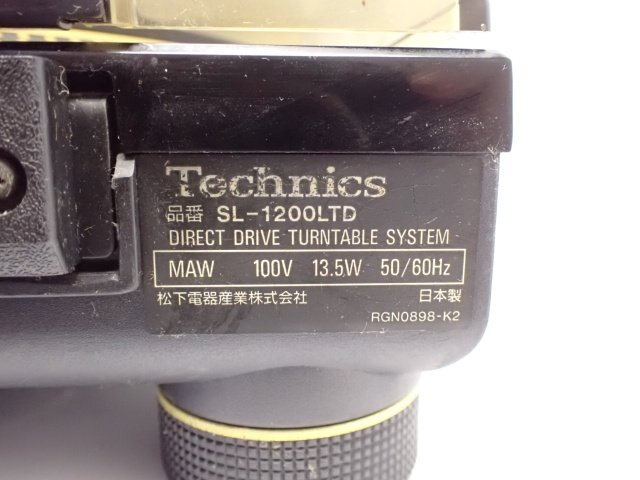 Technics
品番 SL-1200LTD
DIRECT DRIVE TURNTABLE SYSTEM
MAW 100V 13.5W 50/60Hz
松下電器産業株式会社 日本製
RGN0898-K2